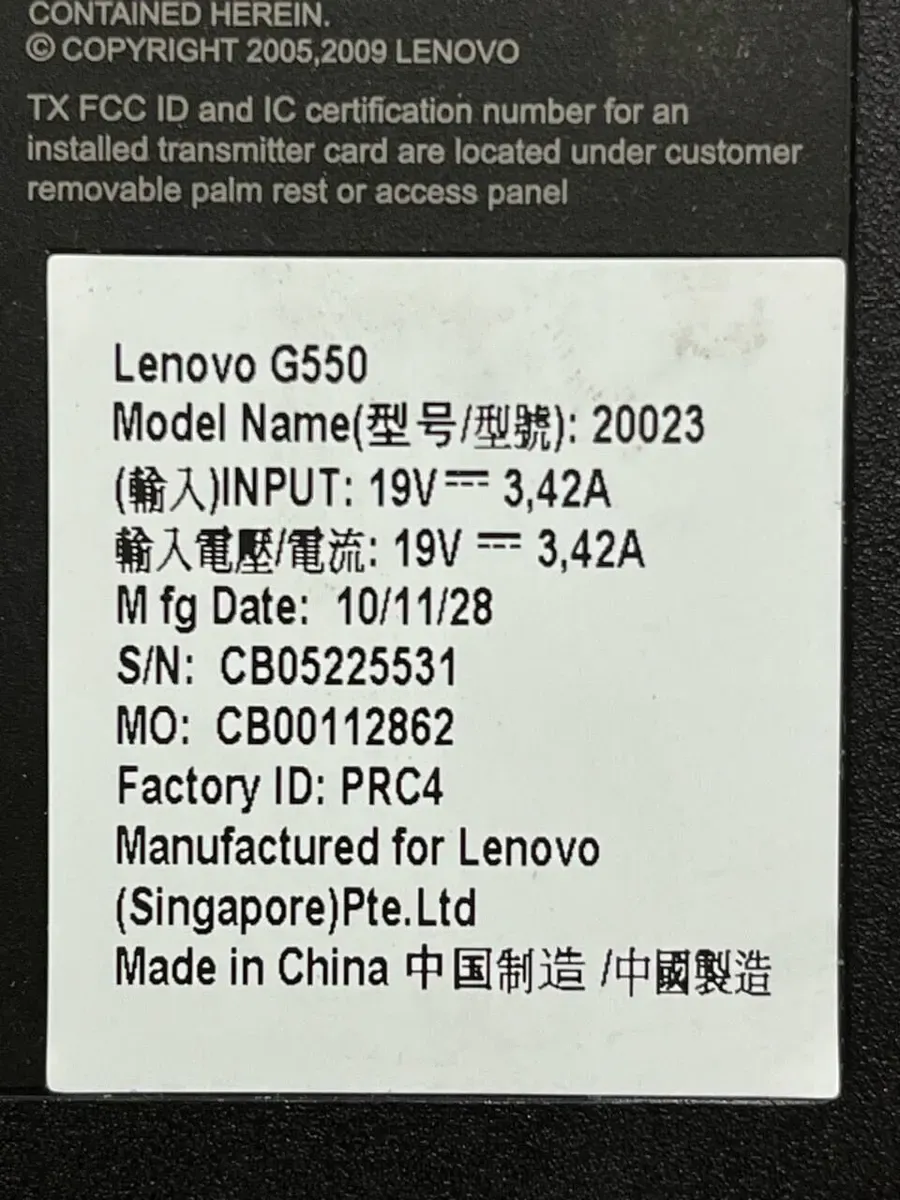 CONTAINED HEREIN.
© COPYRIGHT 2005,2009 LENOVO
TX FCC ID and IC certification number for an
installed transmitter card are located under customer
removable palm rest or access panel
Lenovo G550
Model Name(型号/型號): 20023
(輸入)INPUT: 19V⎓ 3,42A
輸入電壓/電流: 19V ⎓ 3,42A
M fg Date: 10/11/28
S/N: CB05225531
MO: CB00112862
Factory ID: PRC4
Manufactured for Lenovo
(Singapore)Pte.Ltd
Made in China 中国制造 /中國製造